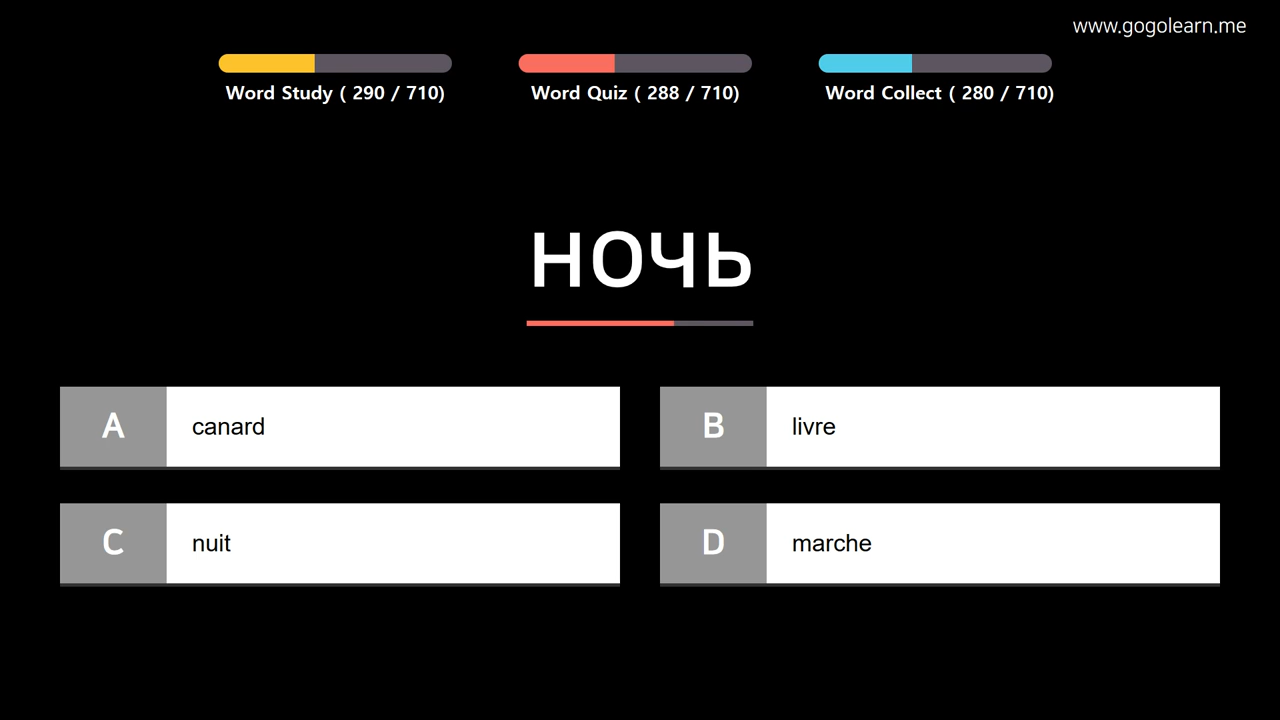 www.gogolearn.me
Word Study ( 290 / 710)
Word Quiz ( 288 / 710)
Word Collect ( 280 / 710)
ночь
A
canard
B
livre
C
nuit
D
marche